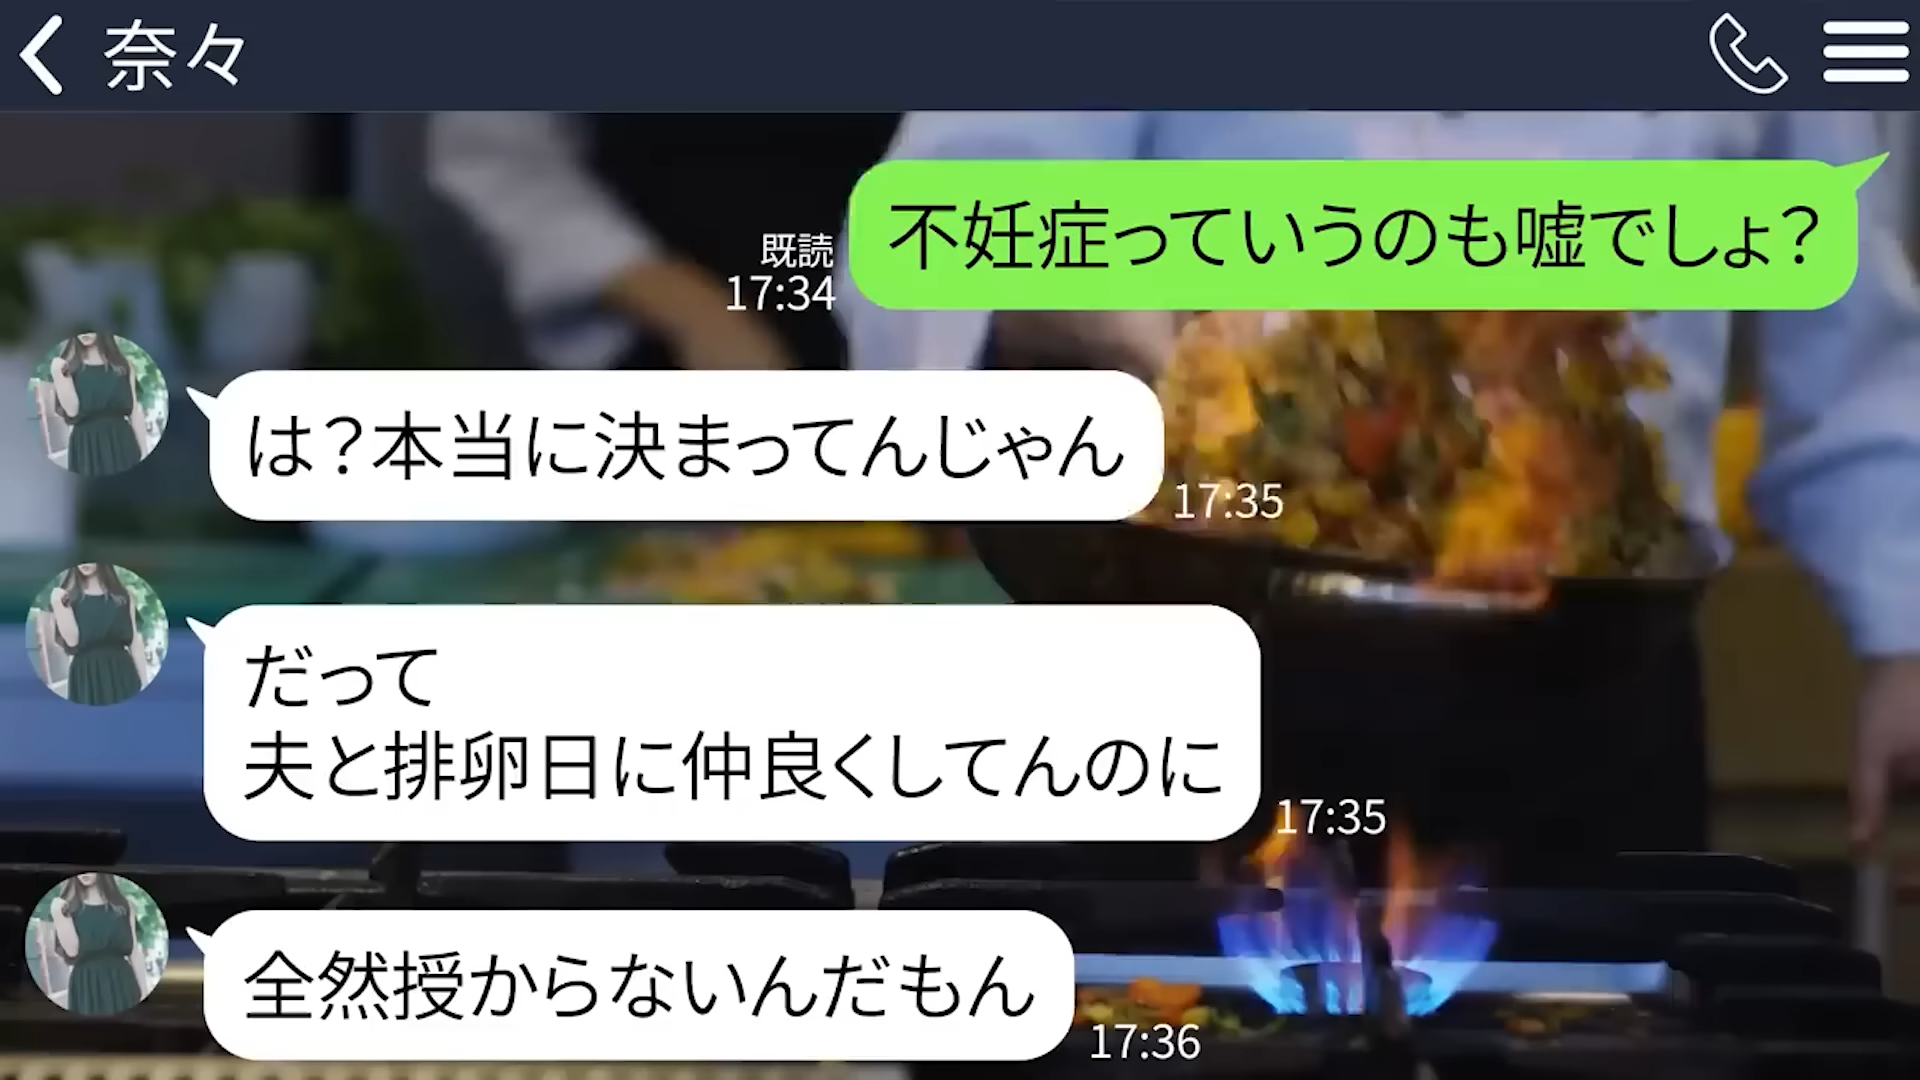 奈々
不妊症っていうのも嘘でしょ？
既読
17:34
は？本当に決まってんじゃん
17:35
だって
夫と排卵日に仲良くしてんのに
17:35
全然授からないんだもん
17:36